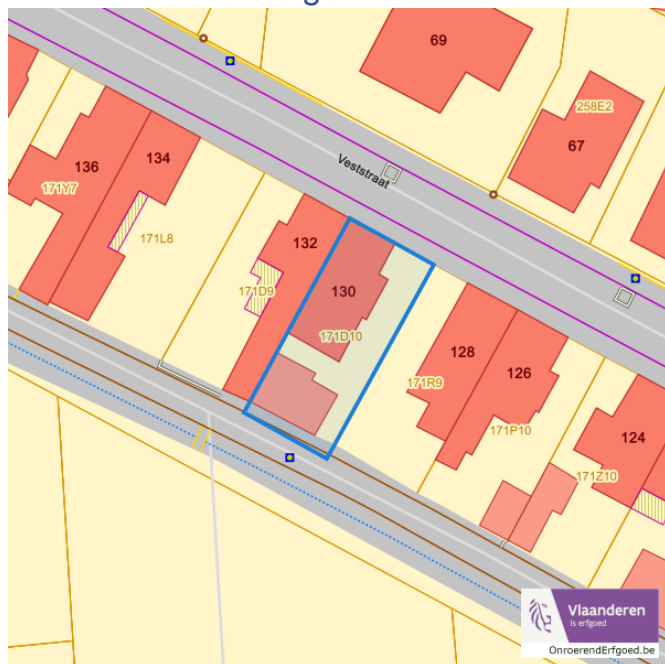 69
258E2
67
136
134
Veststraat
171Y7
171L8
132
171D9
130
171D10
128
171R9
126
171P10
124
171Z10
Vlaanderen
is erfgoed
OnroerendErfgoed.be